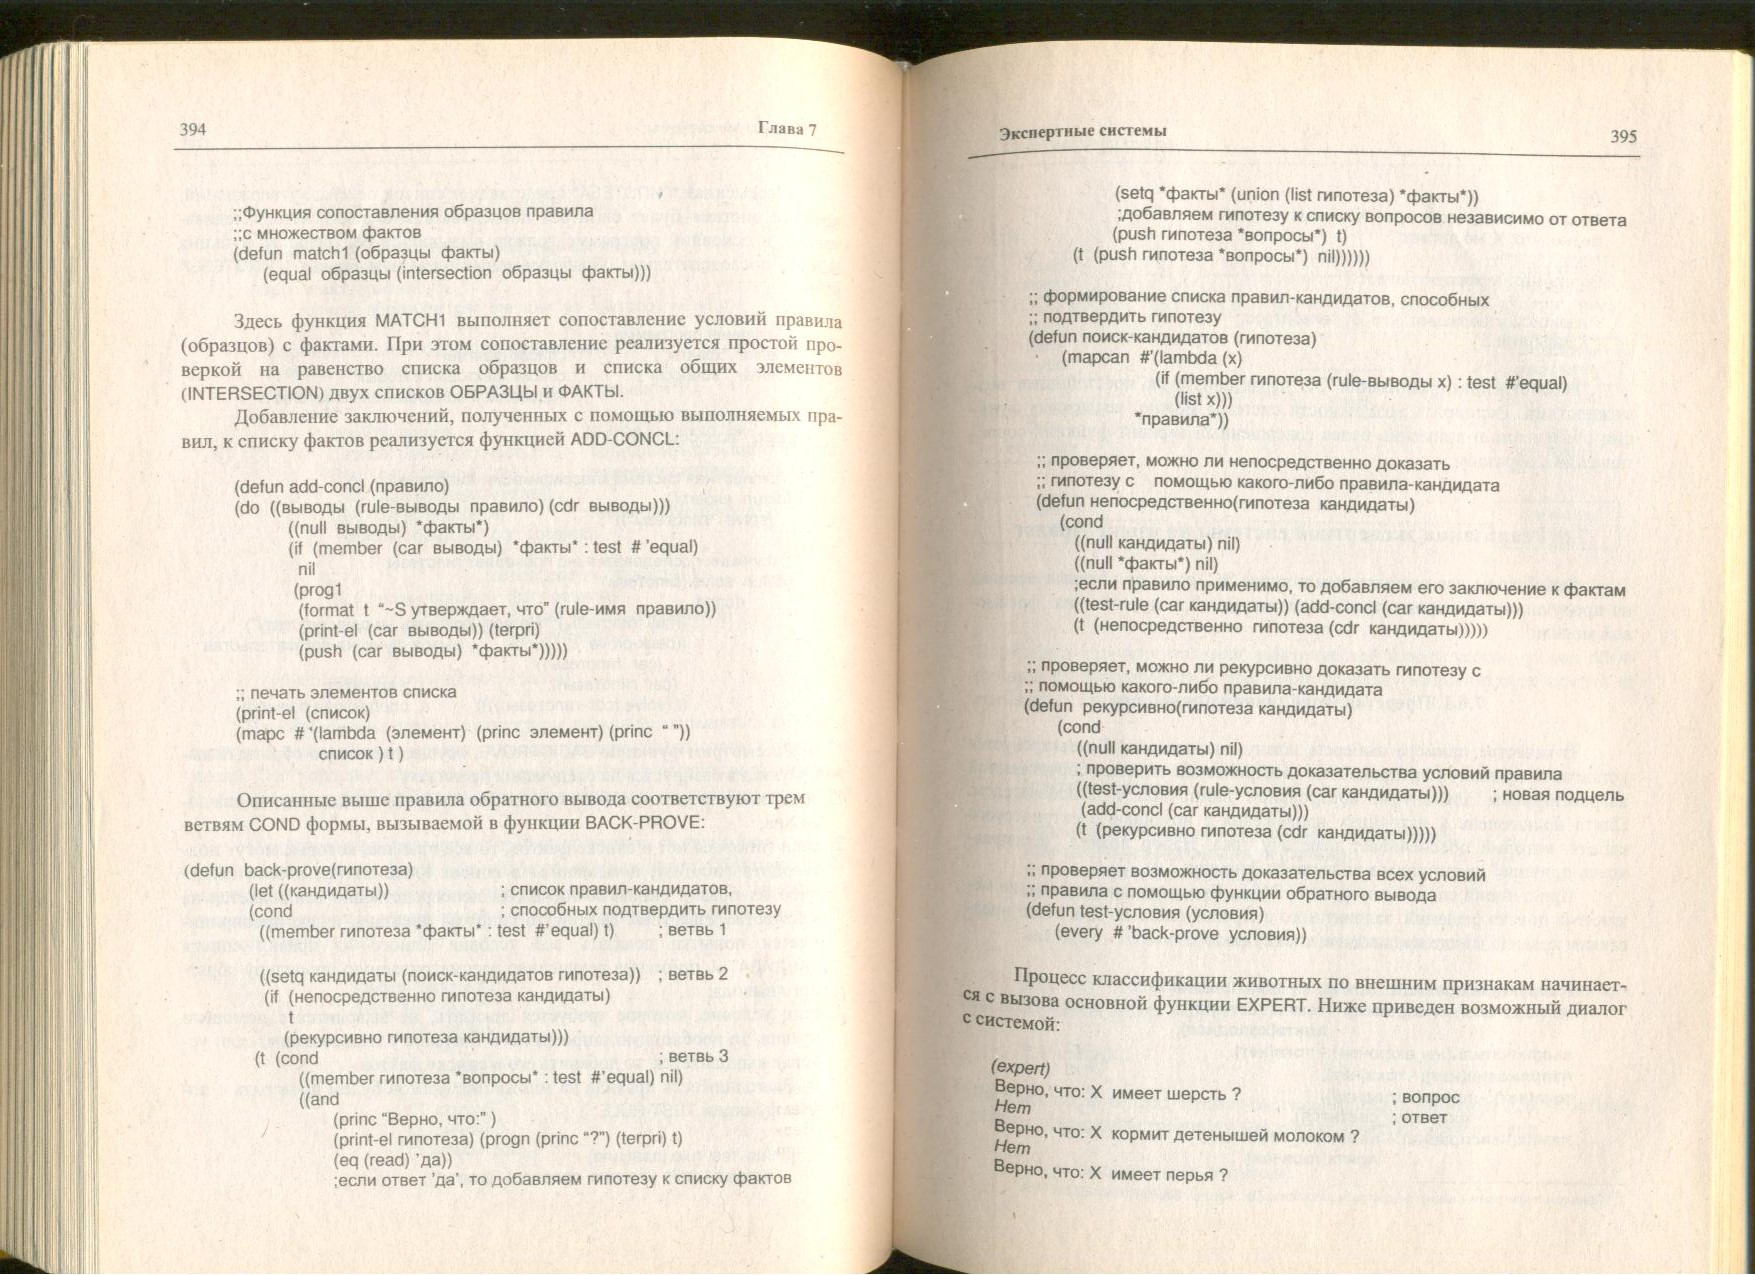 394 Глава 7
;;Функция сопоставления образцов правила
;;с множеством фактов
(defun match1 (образцы факты)
(equal образцы (intersection образцы факты)))
Здесь функция MATCH1 выполняет сопоставление условий правила
(образцов) с фактами. При этом сопоставление реализуется простой про-
веркой на равенство списка образцов и списка общих элементов
(INTERSECTION) двух списков ОБРАЗЦЫ и ФАКТЫ.
Добавление заключений, полученных с помощью выполняемых пра-
вил, к списку фактов реализуется функцией ADD-CONCL:
(defun add-concl (правило)
(do ((выводы (rule-выводы правило) (cdr выводы)))
((null выводы) *факты*)
(if (member (car выводы) *факты* : test # 'equal)
nil
(prog1
(format t “~S утверждает, что” (rule-имя правило))
(print-el (car выводы)) (terpri)
(push (car выводы) *факты*)))))
;; печать элементов списка
(print-el (список)
(mapc # '(lambda (элемент) (princ элемент) (princ “ ”))
список ) t )
Описанные выше правила обратного вывода соответствуют трем
ветвям COND формы, вызываемой в функции BACK-PROVE:
(defun back-prove(гипотеза)
(let ((кандидаты)) ; список правил-кандидатов,
(cond ; способных подтвердить гипотезу
((member гипотеза *факты* : test #'equal) t) ; ветвь 1
((setq кандидаты (поиск-кандидатов гипотеза)) ; ветвь 2
(if (непосредственно гипотеза кандидаты)
t
(рекурсивно гипотеза кандидаты)))
(t (cond ; ветвь 3
((member гипотеза *вопросы* : test #'equal) nil)
((and
(princ “Верно, что:” )
(print-el гипотеза) (progn (princ “?”) (terpri) t)
(eq (read) 'да))
;если ответ 'да', то добавляем гипотезу к списку фактов
Экспертные системы 395
(setq *факты* (union (list гипотеза) *факты*))
;добавляем гипотезу к списку вопросов независимо от ответа
(push гипотеза *вопросы*) t)
(t (push гипотеза *вопросы*) nil))))))
;; формирование списка правил-кандидатов, способных
;; подтвердить гипотезу
(defun поиск-кандидатов (гипотеза)
(mapcan #'(lambda (x)
(if (member гипотеза (rule-выводы x) : test #'equal)
(list x)))
*правила*))
;; проверяет, можно ли непосредственно доказать
;; гипотезу с помощью какого-либо правила-кандидата
(defun непосредственно(гипотеза кандидаты)
(cond
((null кандидаты) nil)
((null *факты*) nil)
;если правило применимо, то добавляем его заключение к фактам
((test-rule (car кандидаты)) (add-concl (car кандидаты)))
(t (непосредственно гипотеза (cdr кандидаты)))))
;; проверяет, можно ли рекурсивно доказать гипотезу с
;; помощью какого-либо правила-кандидата
(defun рекурсивно(гипотеза кандидаты)
(cond
((null кандидаты) nil)
; проверить возможность доказательства условий правила
((test-условия (rule-условия (car кандидаты))) ; новая подцель
(add-concl (car кандидаты)))
(t (рекурсивно гипотеза (cdr кандидаты)))))
;; проверяет возможность доказательства всех условий
;; правила с помощью функции обратного вывода
(defun test-условия (условия)
(every # 'back-prove условия))
Процесс классификации животных по внешним признакам начинает-
ся с вызова основной функции EXPERT. Ниже приведен возможный диалог
с системой:
(expert)
Верно, что: X имеет шерсть ? ; вопрос
Нет ; ответ
Верно, что: X кормит детенышей молоком ?
Нет
Верно, что: X имеет перья ?